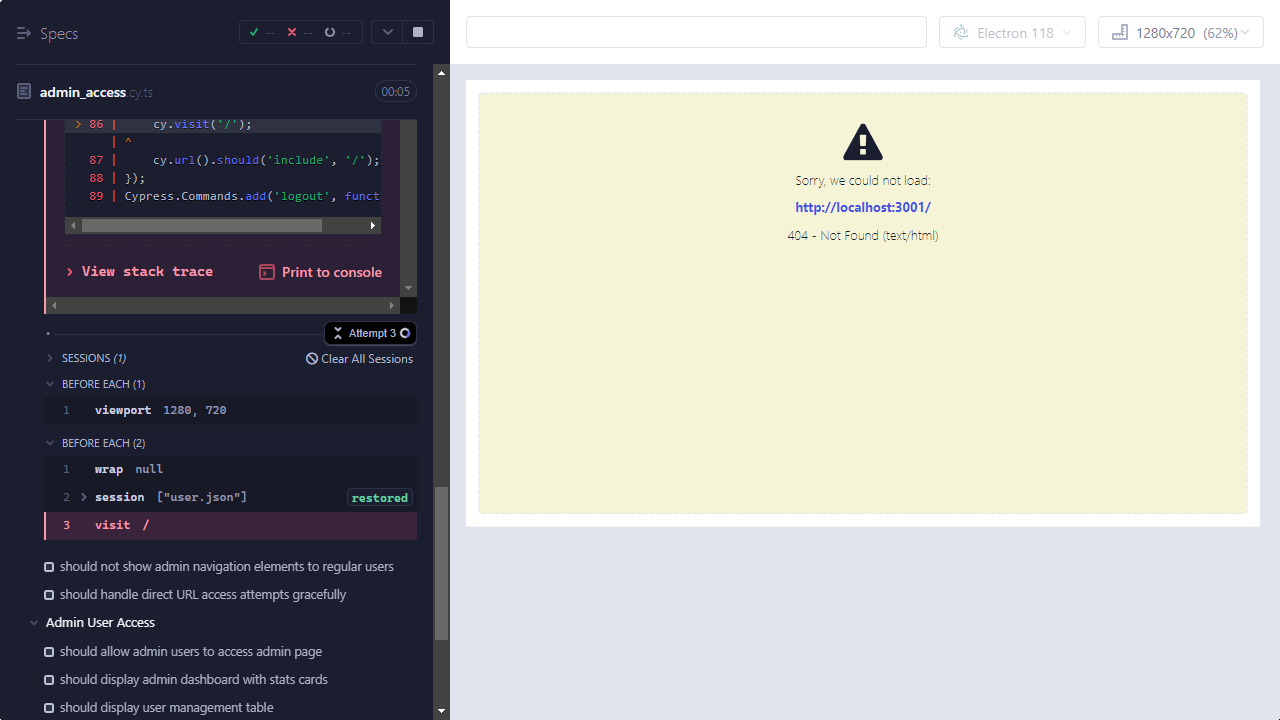 Specs
--
--
--
Electron 118
1280x720 (62%)
admin_access.cy.ts
00:05
> 86 | cy.visit('/');
| ^
87 | cy.url().should('include', '/');
88 | });
89 | Cypress.Commands.add('logout', funct
View stack trace
Print to console
Attempt 3
SESSIONS (1)
Clear All Sessions
BEFORE EACH (1)
1 viewport 1280, 720
BEFORE EACH (2)
1 wrap null
2 session ["user.json"] restored
3 visit /
should not show admin navigation elements to regular users
should handle direct URL access attempts gracefully
Admin User Access
should allow admin users to access admin page
should display admin dashboard with stats cards
should display user management table
Sorry, we could not load:
http://localhost:3001/
404 - Not Found (text/html)